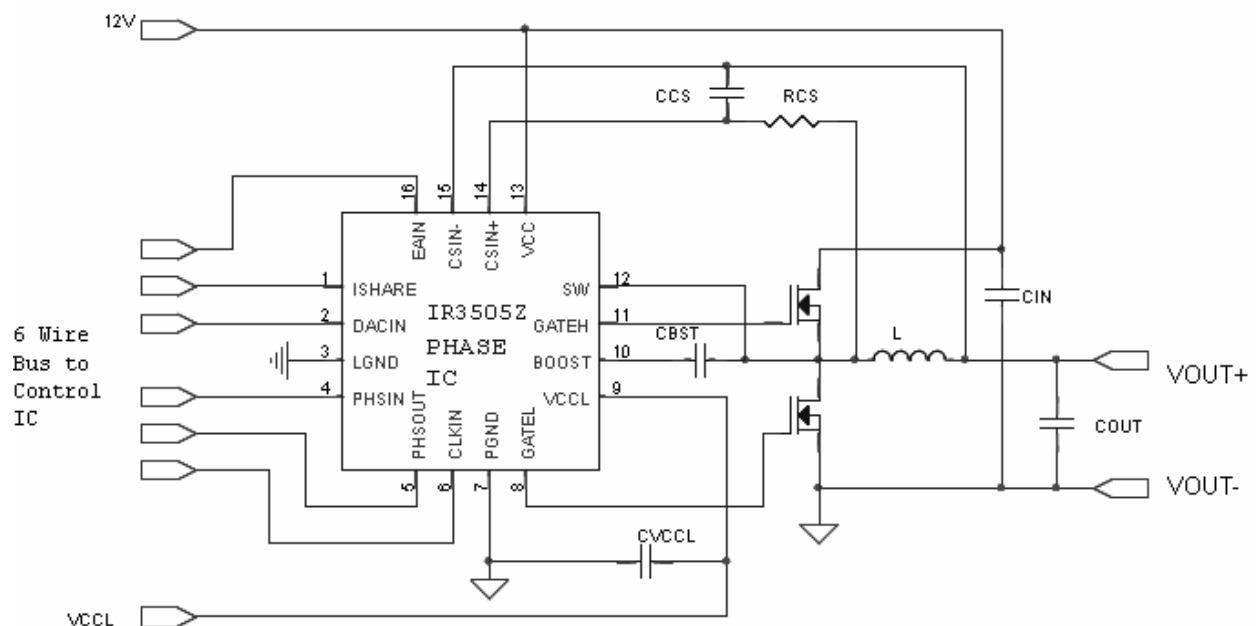 12V
CCS
RCS
16
15
14
13
EAIN
CSIN-
CSIN+
VCC
1
ISHARE
SW
12
IR3505Z
2
DACIN
GATEH
11
PHASE
3
LGND
BOOST
10
IC
4
PHSIN
VCCL
9
PHSOUT
CLKIN
PGND
GATEL
5
6
7
8
6 Wire
Bus to
Control
IC
CBST
L
CIN
VOUT+
COUT
VOUT-
CVCCL
VCCL